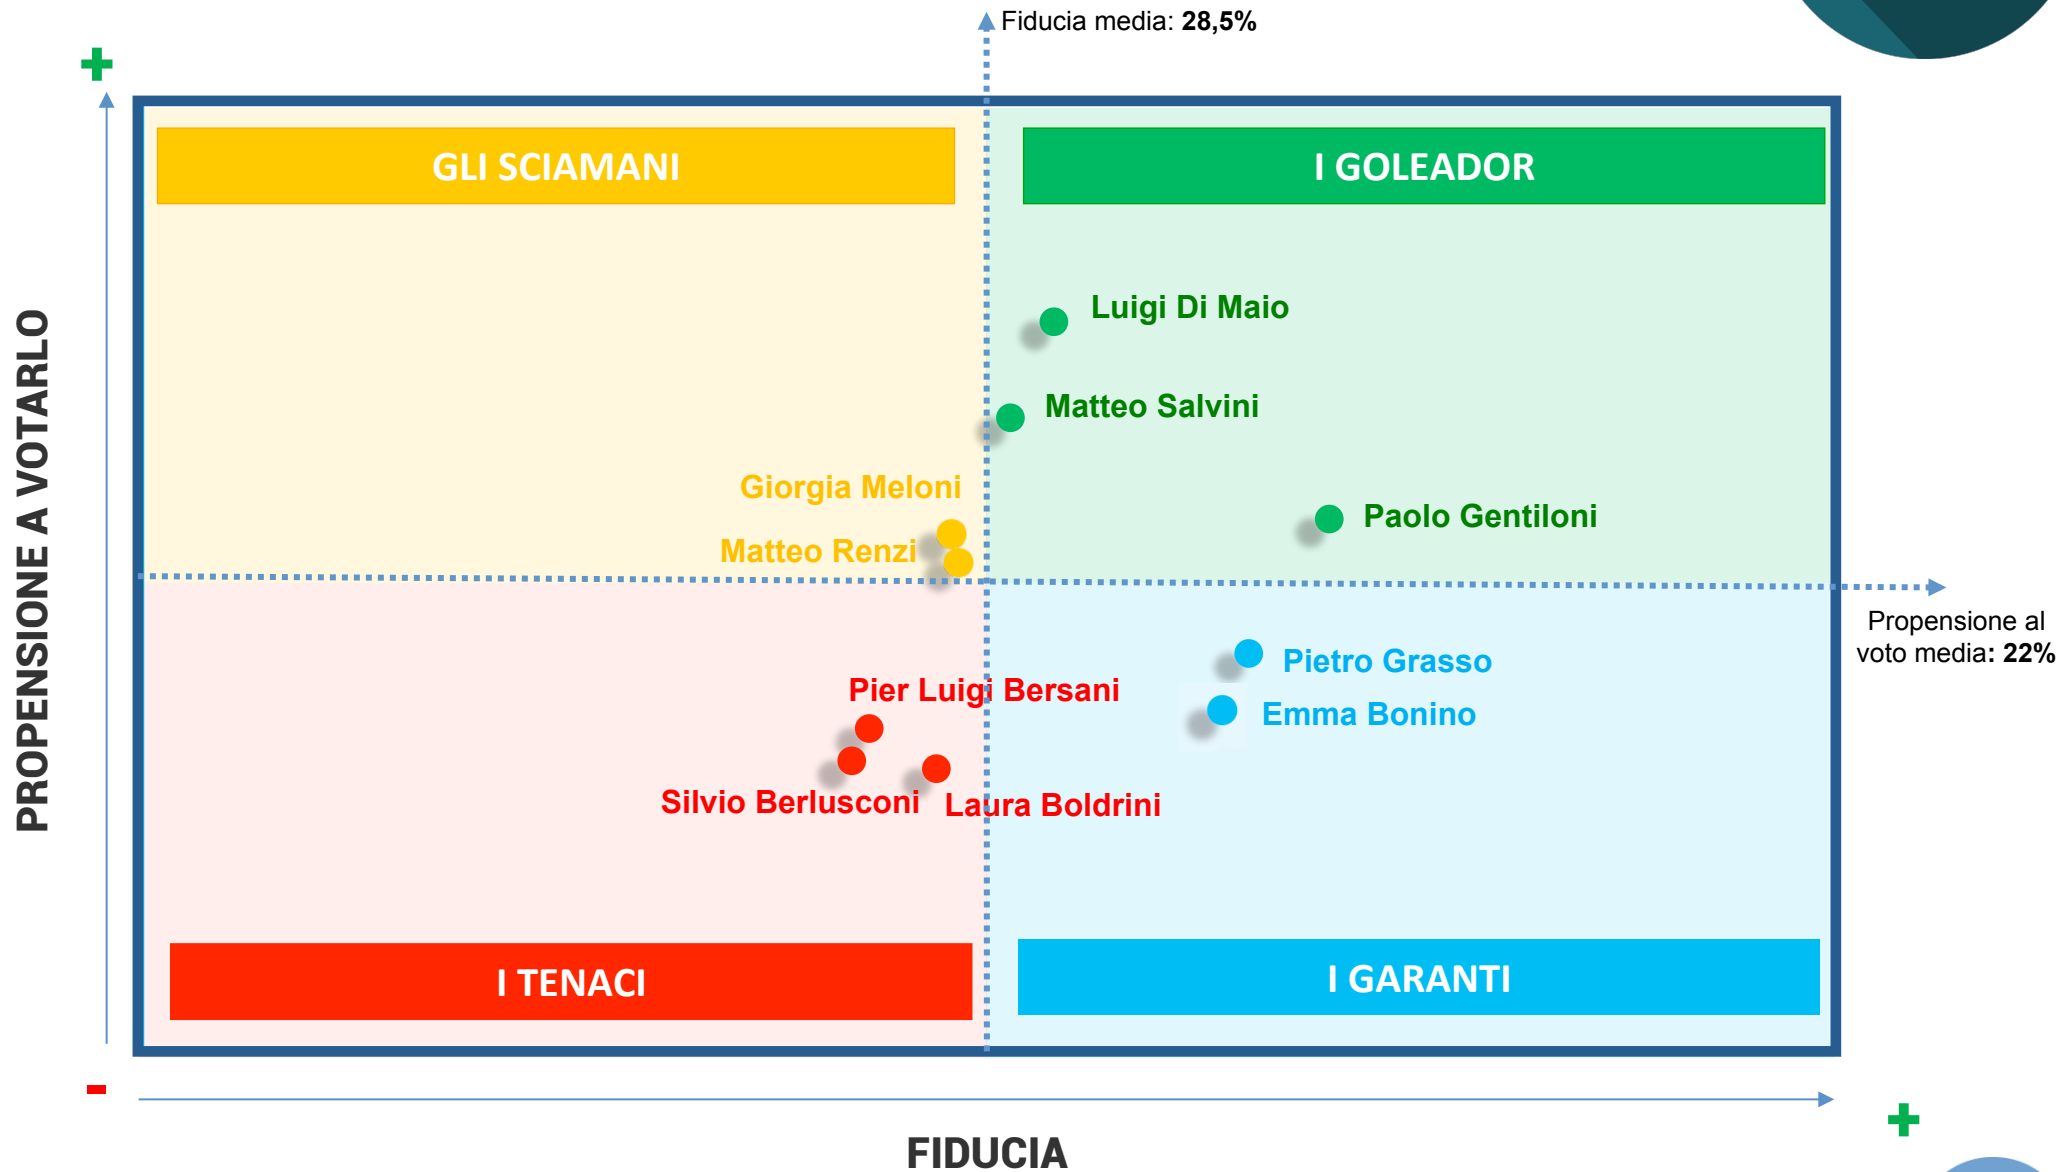 Fiducia media: 28,5%
+
GLI SCIAMANI
I GOLEADOR
Luigi Di Maio
Matteo Salvini
Giorgia Meloni
Paolo Gentiloni
Matteo Renzi
PROPENSIONE A VOTARLO
Propensione al
voto media: 22%
Pietro Grasso
Pier Luigi Bersani
Emma Bonino
Silvio Berlusconi
Laura Boldrini
I TENACI
I GARANTI
-
+
FIDUCIA